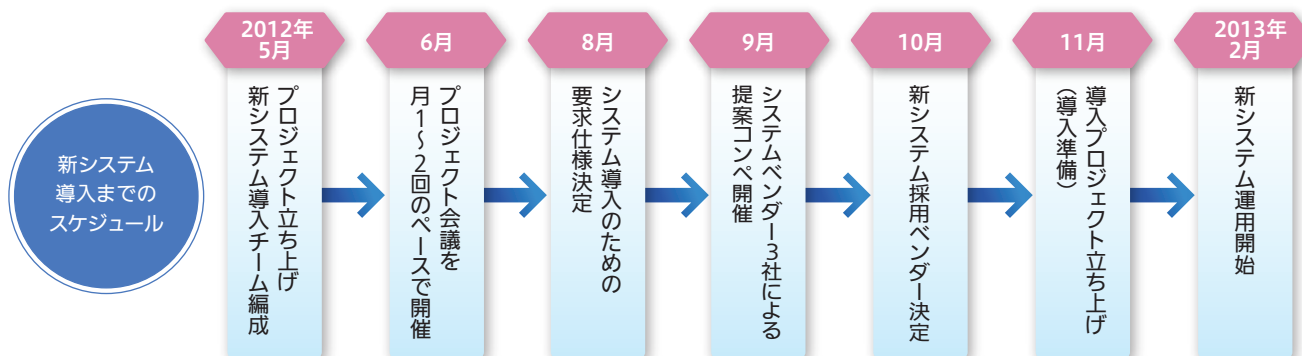 新システム
導入までの
スケジュール
2012年
5月
プロジェクト立ち上げ
新システム導入チーム編成
6月
プロジェクト会議を
月1〜2回のペースで開催
8月
システム導入のための
要求仕様決定
9月
システムベンダー3社による
提案コンペ開催
10月
新システム採用ベンダー決定
11月
導入プロジェクト立ち上げ
（導入準備）
2013年
2月
新システム運用開始